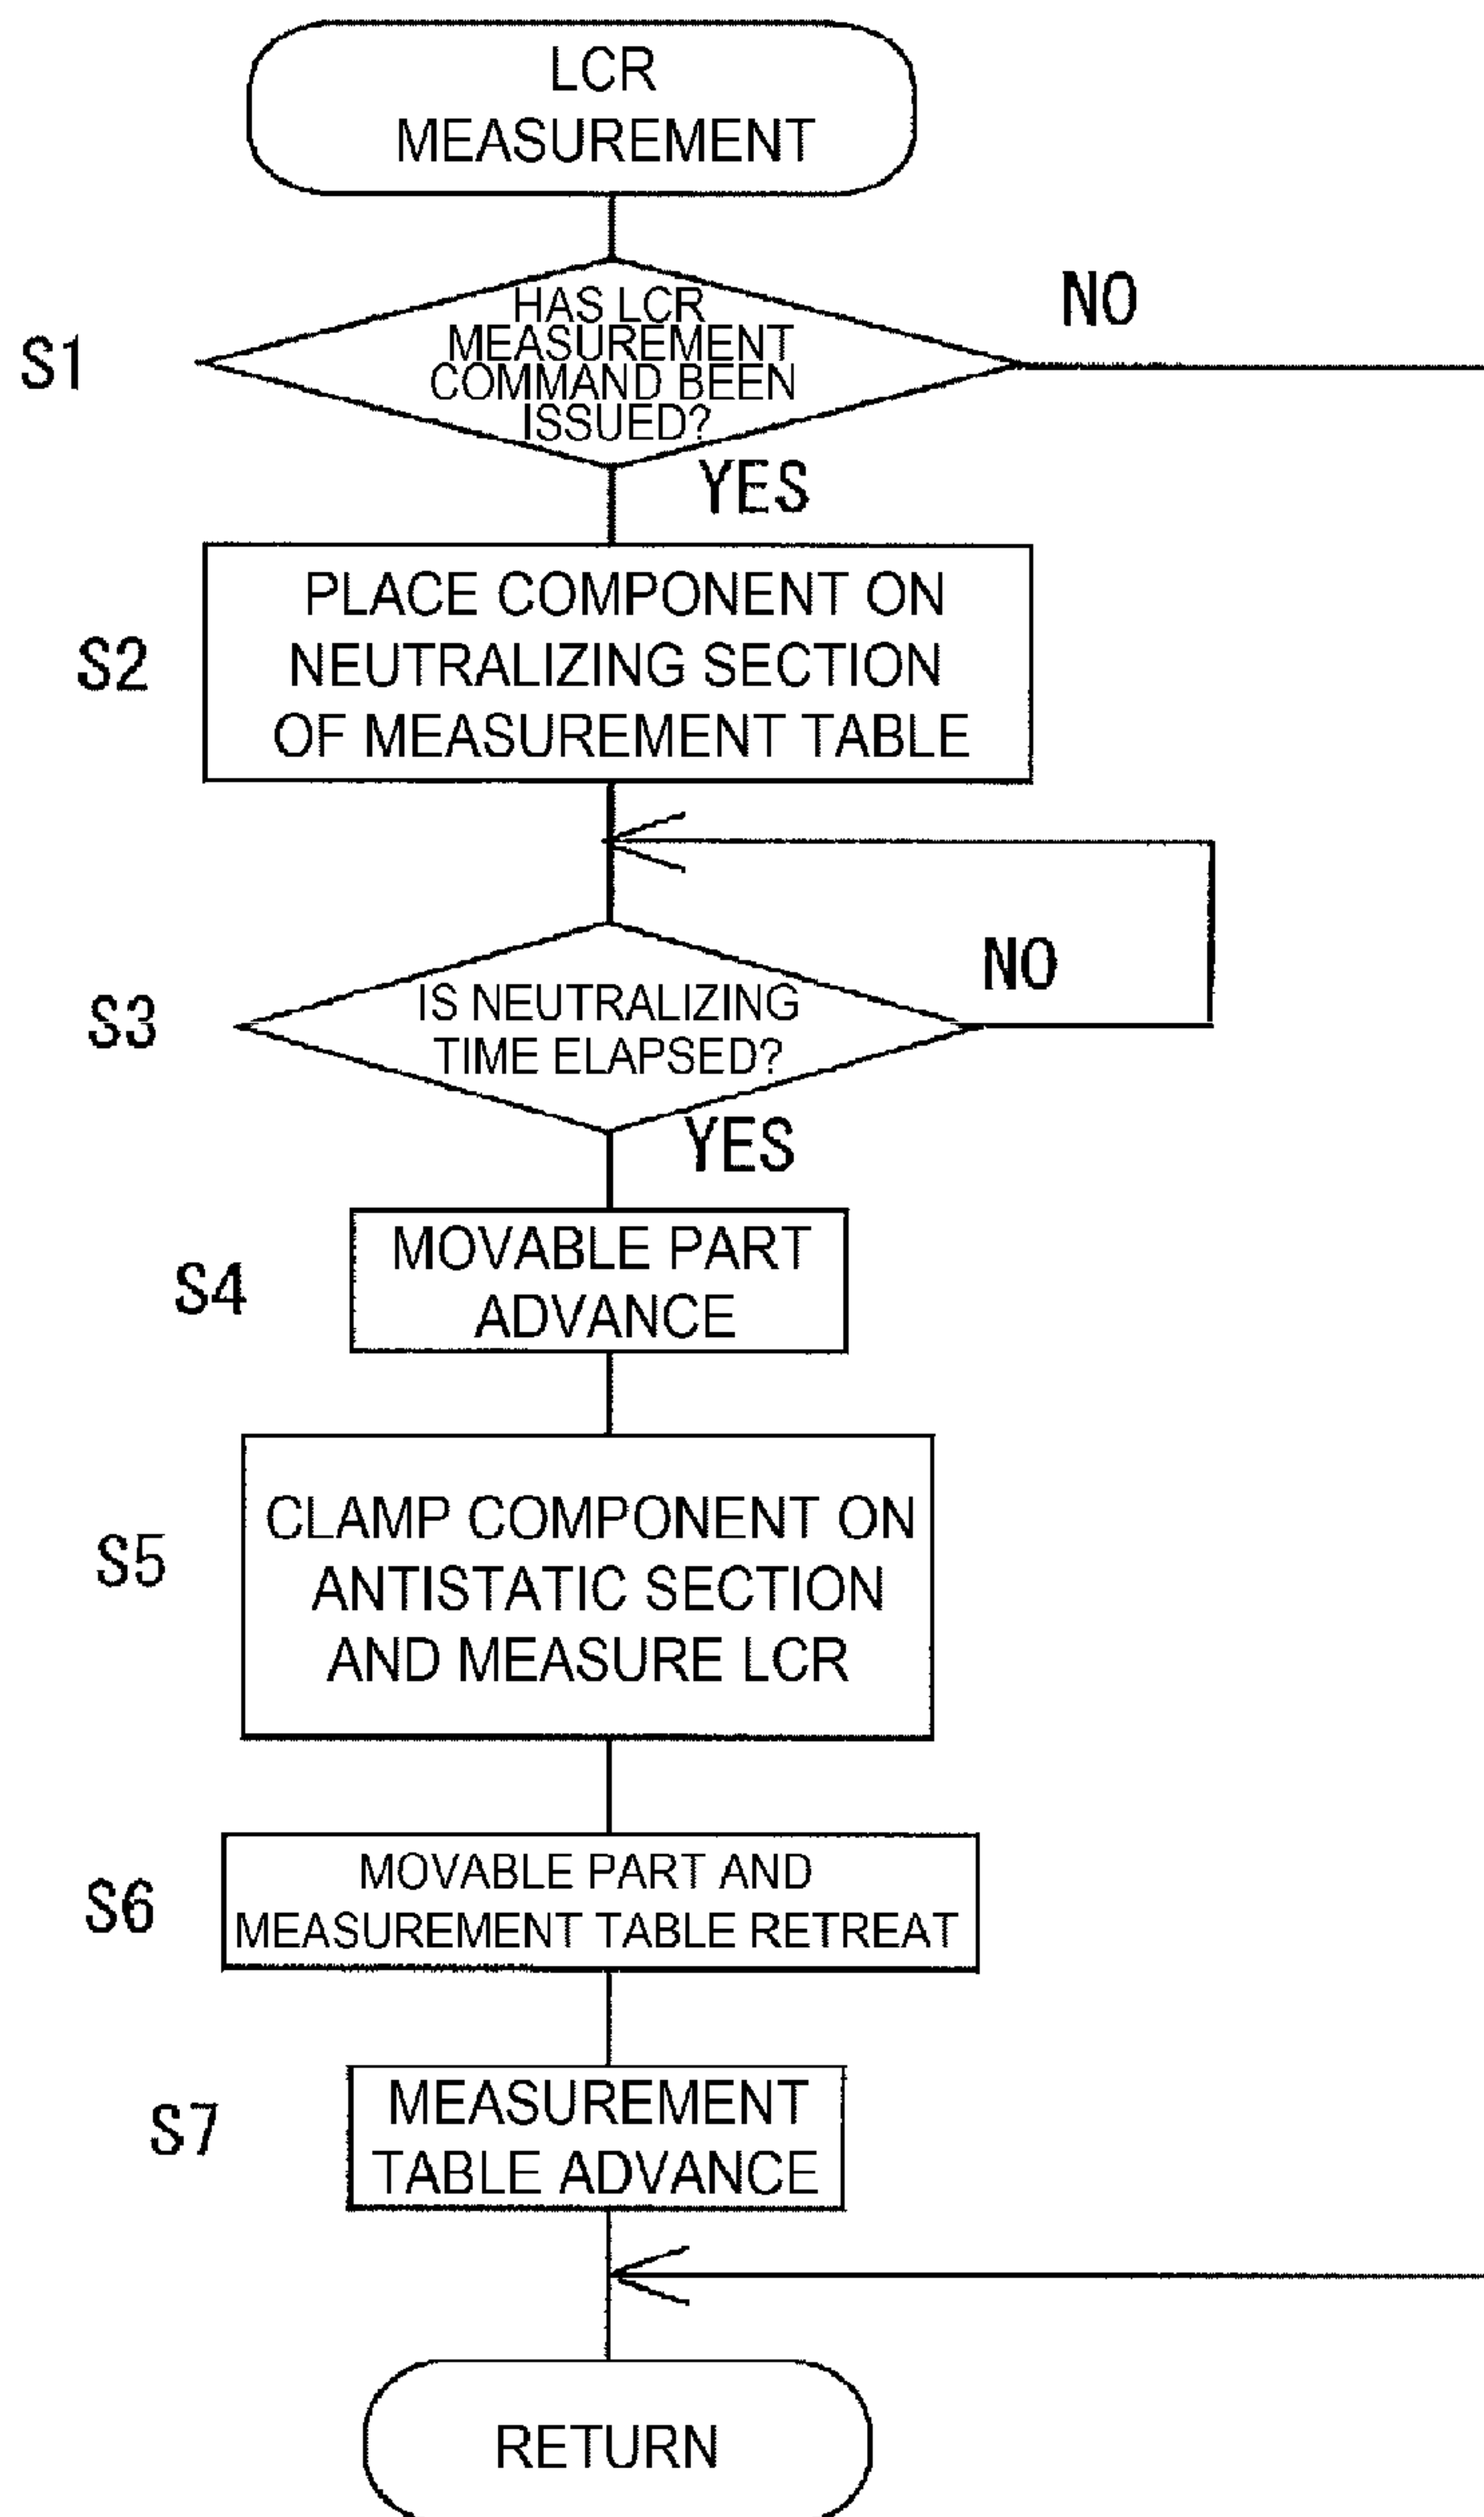 LCR
MEASUREMENT
NO
S1
HAS LCR
MEASUREMENT
COMMAND BEEN
ISSUED?
YES
S2
PLACE COMPONENT ON
NEUTRALIZING SECTION
OF MEASUREMENT TABLE
NO
S3
IS NEUTRALIZING
TIME ELAPSED?
YES
S4
MOVABLE PART
ADVANCE
S5
CLAMP COMPONENT ON
ANTISTATIC SECTION
AND MEASURE LCR
S6
MOVABLE PART AND
MEASUREMENT TABLE RETREAT
S7
MEASUREMENT
TABLE ADVANCE
RETURN